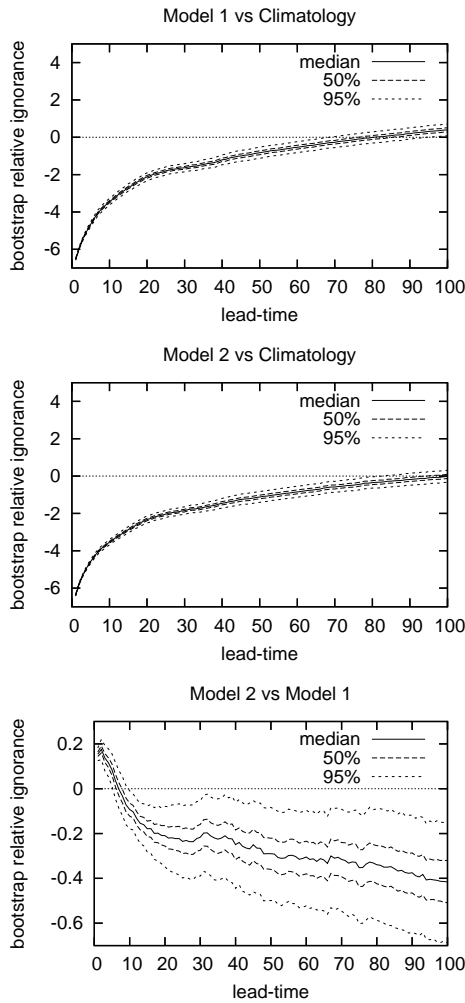 Model 1 vs Climatology
bootstrap relative ignorance
4
2
0
-2
-4
-6
median
50%
95%
0 10 20 30 40 50 60 70 80 90 100
lead-time
Model 2 vs Climatology
bootstrap relative ignorance
4
2
0
-2
-4
-6
median
50%
95%
0 10 20 30 40 50 60 70 80 90 100
lead-time
Model 2 vs Model 1
bootstrap relative ignorance
0.2
0
-0.2
-0.4
-0.6
median
50%
95%
0 10 20 30 40 50 60 70 80 90 100
lead-time